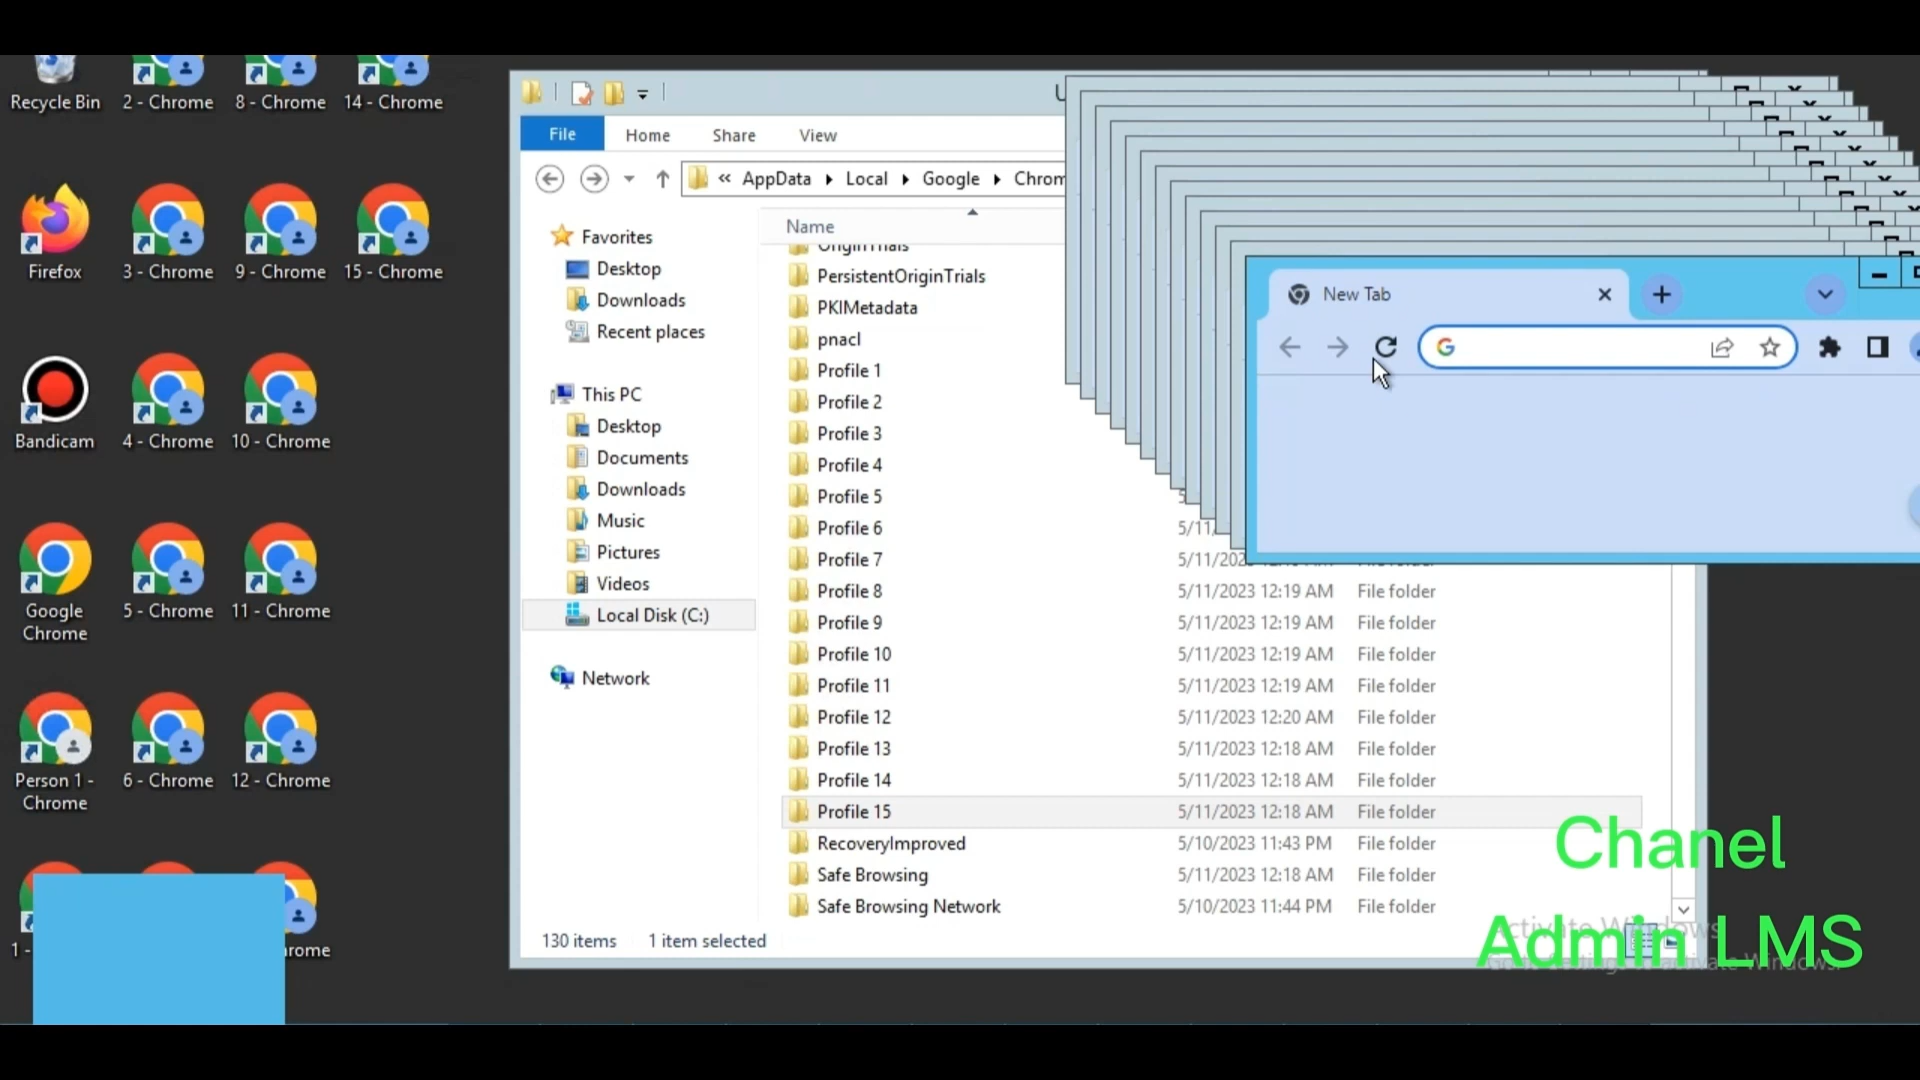 Recycle Bin
2 - Chrome
8 - Chrome
14 - Chrome
Firefox
3 - Chrome
9 - Chrome
15 - Chrome
Bandicam
4 - Chrome
10 - Chrome
Google
Chrome
5 - Chrome
11 - Chrome
Person 1 -
Chrome
6 - Chrome
12 - Chrome
1 -
File
Home
Share
View
« AppData
Local
Google
Chrom
Favorites
Desktop
Downloads
Recent places
This PC
Desktop
Documents
Downloads
Music
Pictures
Videos
Local Disk (C:)
Network
Name
OriginTrials
PersistentOriginTrials
PKIMetadata
pnacl
Profile 1
Profile 2
Profile 3
Profile 4
Profile 5
Profile 6
Profile 7
Profile 8 5/11/2023 12:19 AM File folder
Profile 9 5/11/2023 12:19 AM File folder
Profile 10 5/11/2023 12:19 AM File folder
Profile 11 5/11/2023 12:19 AM File folder
Profile 12 5/11/2023 12:20 AM File folder
Profile 13 5/11/2023 12:18 AM File folder
Profile 14 5/11/2023 12:18 AM File folder
Profile 15 5/11/2023 12:18 AM File folder
RecoveryImproved 5/10/2023 11:43 PM File folder
Safe Browsing 5/11/2023 12:18 AM File folder
Safe Browsing Network 5/10/2023 11:44 PM File folder
130 items
1 item selected
New Tab
Chanel
Admin LMS
Activate Windows
Go to Settings to activate Windows.